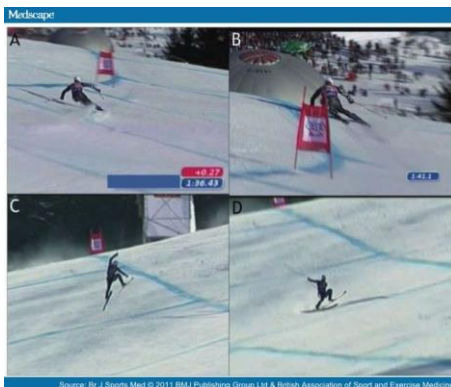 Medscape
A
B
+0.27
1:36.43
1:41.1
C
D
Source: Br J Sports Med © 2011 BMJ Publishing Group Ltd & British Association of Sport and Exercise Medicine